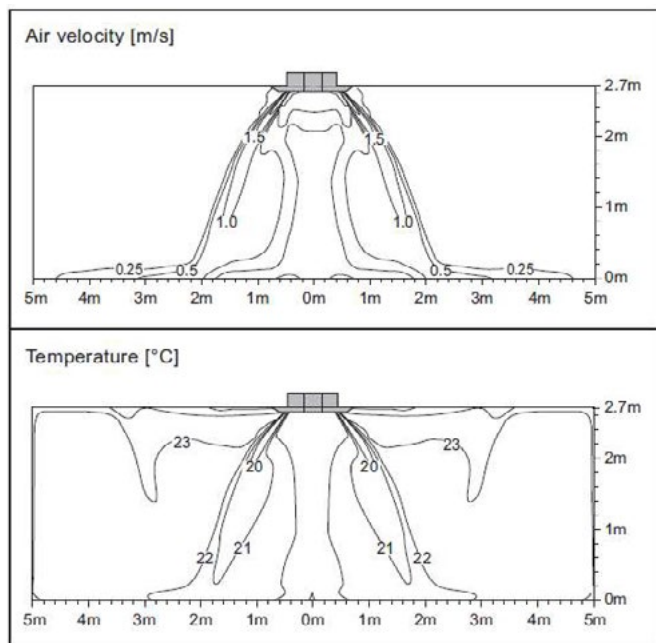 Air velocity [m/s]
2.7m
1.5 1.5 2m
1.0 1.0 1m
0.25 0.5 0.5 0.25 0m
5m 4m 3m 2m 1m 0m 1m 2m 3m 4m 5m
Temperature [°C]
2.7m
23 20 20 23 2m
22 21 21 22 1m
0m
5m 4m 3m 2m 1m 0m 1m 2m 3m 4m 5m